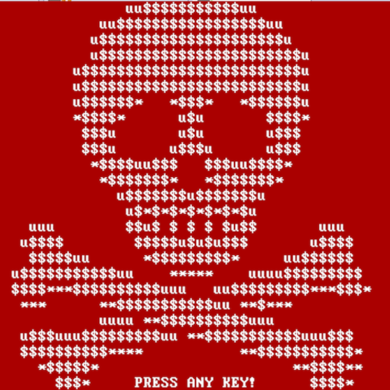 uu$$$$$$$$$$$uu
uu$$$$$$$$$$$$$$$$$uu
u$$$$$$$$$$$$$$$$$$$$$u
u$$$$$$$$$$$$$$$$$$$$$$$u
u$$$$$$$$$$$$$$$$$$$$$$$$$u
u$$$$$$$$$$$$$$$$$$$$$$$$$u
u$$$$$$* *$$$* *$$$$$$u
*$$$$* u$u $$$$*
$$$u u$u u$$$
$$$u u$$$u u$$$
*$$$$uu$$$ $$$uu$$$$*
*$$$$$$$* *$$$$$$$*
u$$$$$$$u$$$$$$$u
u$*$*$*$*$*$*$u
uuu $$u$ $ $ $ $u$$ uuu
u$$$$ $$$$$u$u$u$$$ u$$$$
$$$$$uu *$$$$$$$$$* uu$$$$$$
u$$$$$$$$$$$uu ***** uuuu$$$$$$$$$
$$$$***$$$$$$$$$$uuu uu$$$$$$$$$***$$$*
*** **$$$$$$$$$$$uu **$***
uuuu **$$$$$$$$$$uuu
u$$$uuu$$$$$$$$$uu **$$$$$$$$$$$uuu$$$
$$$$$$$$$$**** **$$$$$$$$$$$*
*$$$$$* **$$$$**
$$$* PRESS ANY KEY! $$$$*